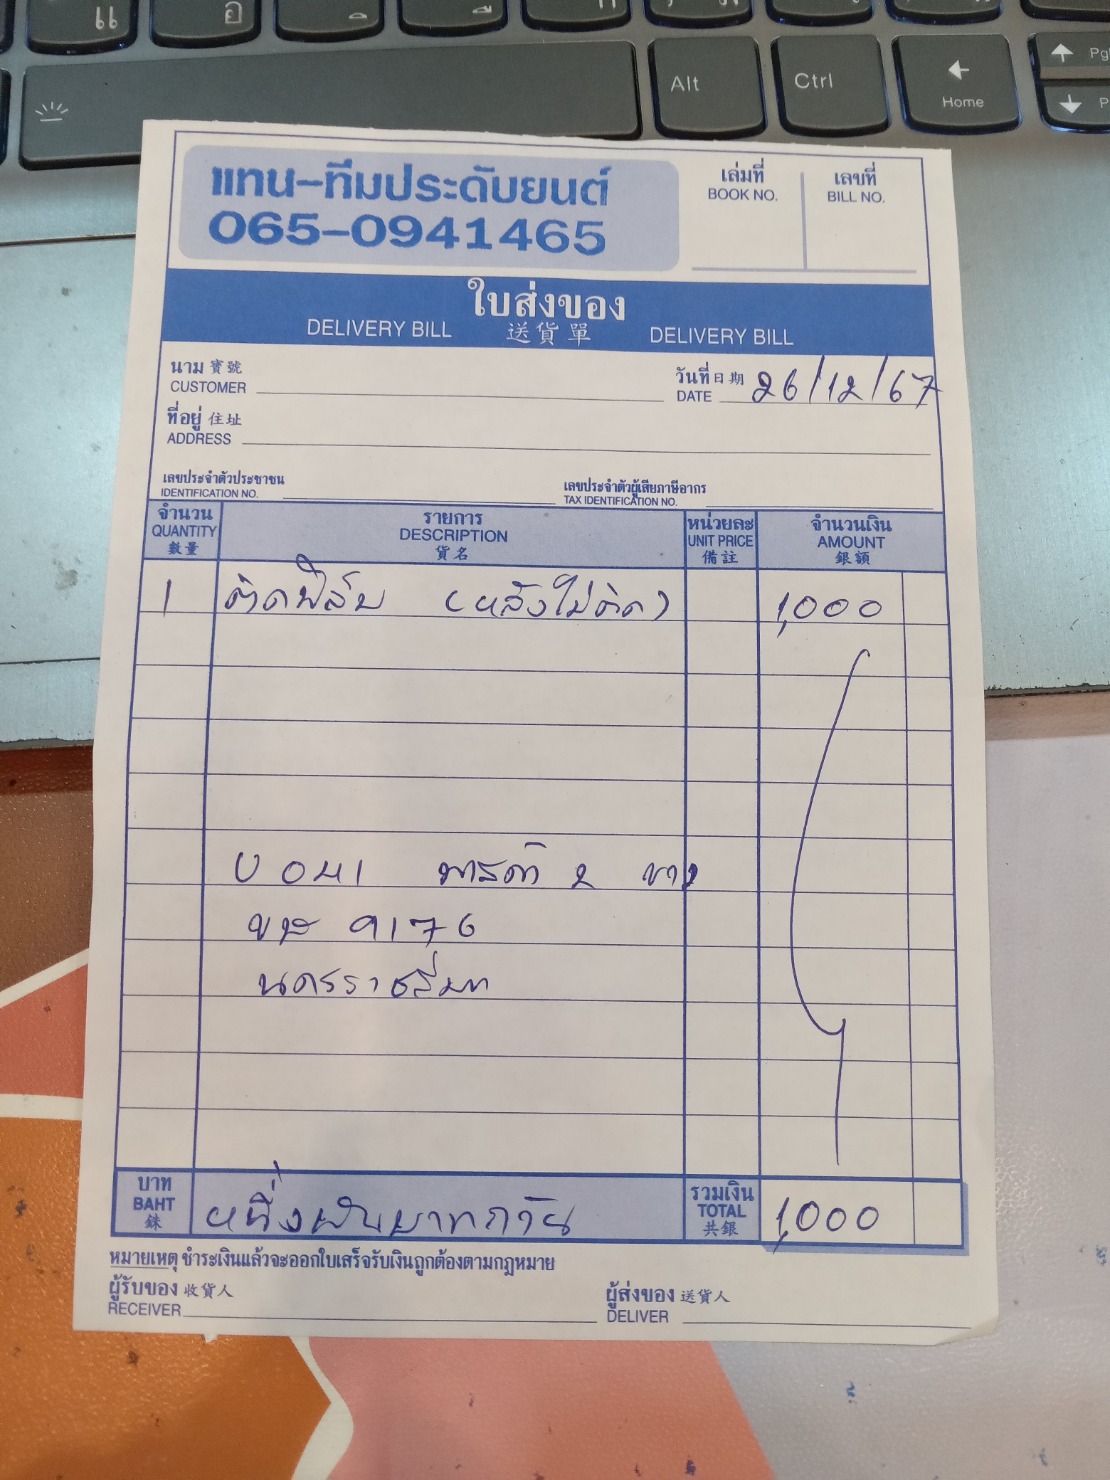 แ
อ
Alt
Ctrl
Home
แทน-ทีมประดับยนต์
065-0941465
เล่มที่
BOOK NO.
เลขที่
BILL NO.
ใบส่งของ
DELIVERY BILL 送貨單 DELIVERY BILL
นาม 寶號
CUSTOMER
วันที่ 日期
DATE 26/12/67
ที่อยู่ 住址
ADDRESS
เลขประจำตัวประชาชน
IDENTIFICATION NO.
เลขประจำตัวผู้เสียภาษีอากร
TAX IDENTIFICATION NO.
จำนวน
QUANTITY
數量
รายการ
DESCRIPTION
貨名
หน่วยละ
UNIT PRICE
備註
จำนวนเงิน
AMOUNT
銀額
1 ติดฟิล์ม (หลังไม่ติด) 1,000
2
9176
นครราชสีมา
บาท
BAHT
銖
หนึ่งพันบาทถ้วน
รวมเงิน
TOTAL
共銀
1,000
หมายเหตุ ชำระเงินแล้วจะออกใบเสร็จรับเงินถูกต้องตามกฎหมาย
ผู้รับของ 收貨人
RECEIVER
ผู้ส่งของ 送貨人
DELIVER